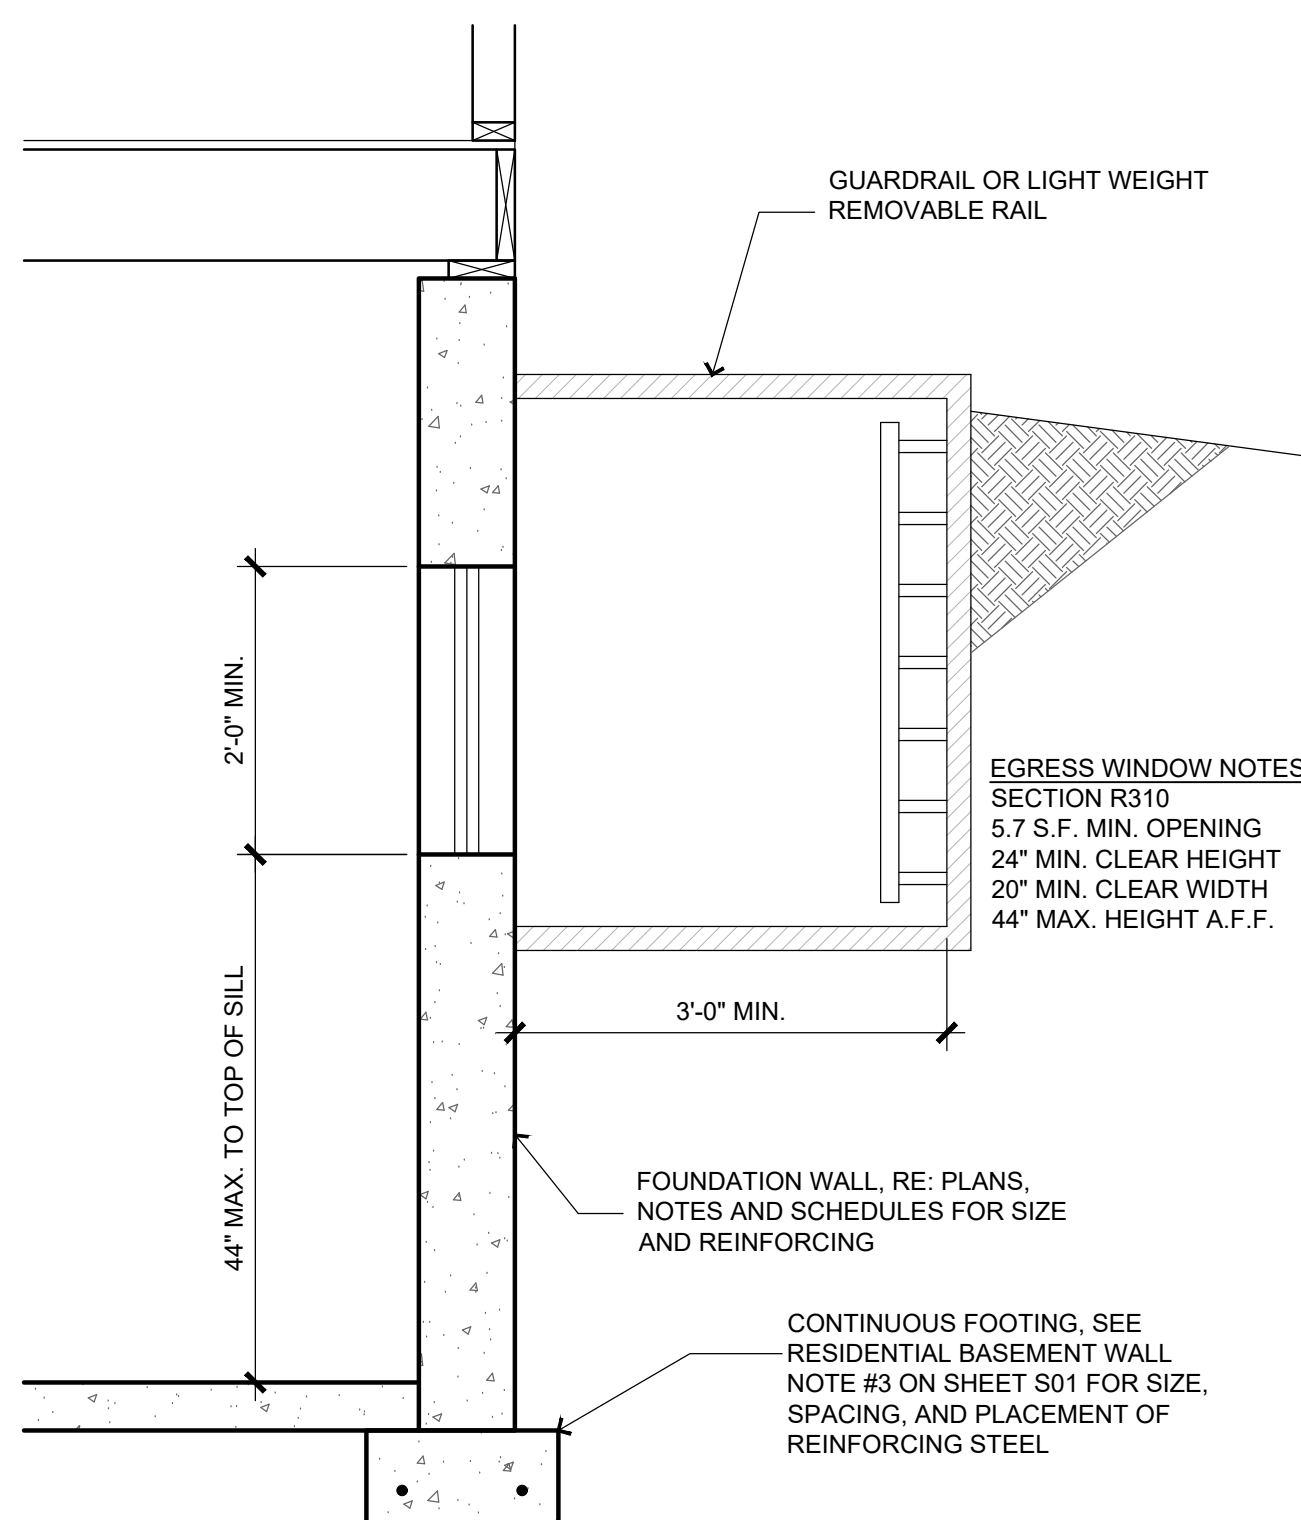 GUARDRAIL OR LIGHT WEIGHT
REMOVABLE RAIL
2'-0" MIN.
EGRESS WINDOW NOTES
SECTION R310
5.7 S.F. MIN. OPENING
24" MIN. CLEAR HEIGHT
20" MIN. CLEAR WIDTH
44" MAX. HEIGHT A.F.F.
3'-0" MIN.
44" MAX. TO TOP OF SILL
FOUNDATION WALL, RE: PLANS,
NOTES AND SCHEDULES FOR SIZE
AND REINFORCING
CONTINUOUS FOOTING, SEE
RESIDENTIAL BASEMENT WALL
NOTE #3 ON SHEET S01 FOR SIZE,
SPACING, AND PLACEMENT OF
REINFORCING STEEL